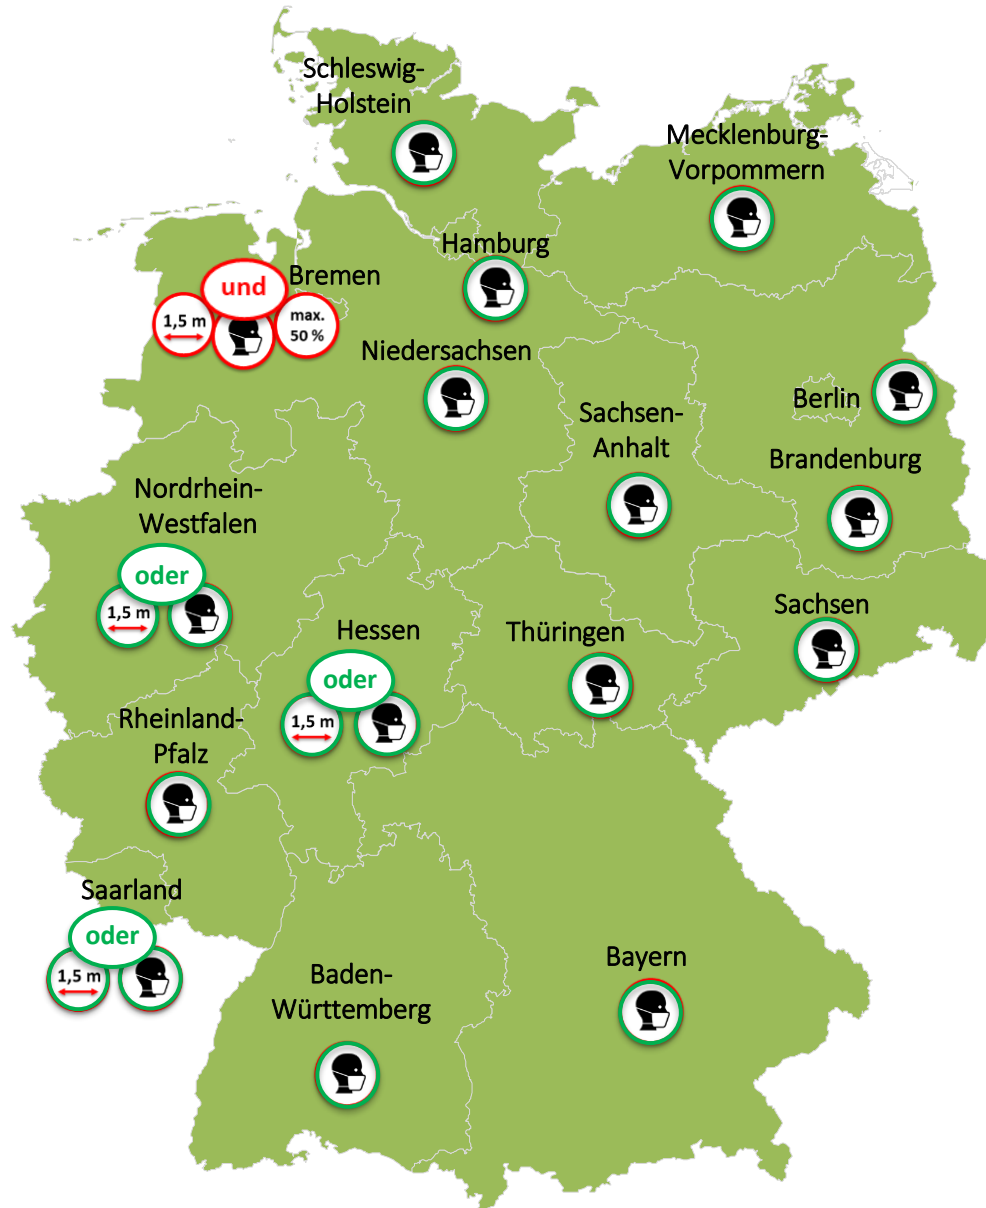 Schleswig-
Holstein
Mecklenburg-
Vorpommern
Hamburg
Bremen
und
1,5 m
max.
50 %
Niedersachsen
Berlin
Sachsen-
Anhalt
Brandenburg
Nordrhein-
Westfalen
oder
1,5 m
Sachsen
Hessen
oder
1,5 m
Thüringen
Rheinland-
Pfalz
Saarland
oder
1,5 m
Baden-
Württemberg
Bayern